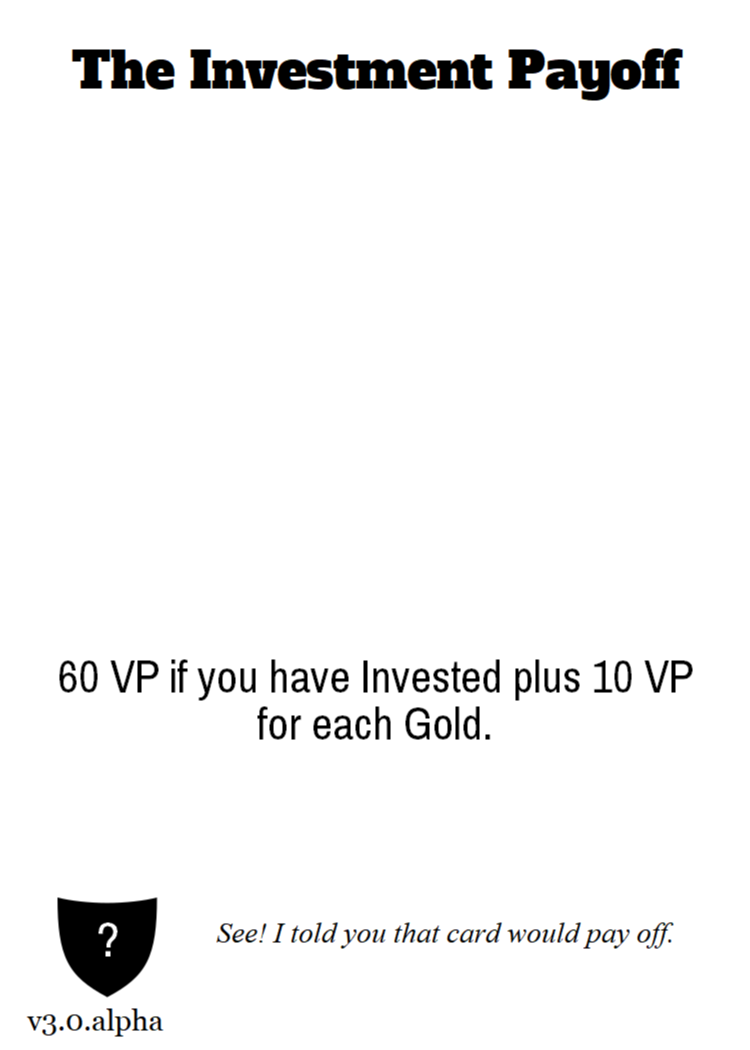 The Investment Payoff
60 VP if you have Invested plus 10 VP
for each Gold.
?
See! I told you that card would pay off.
v3.0.alpha